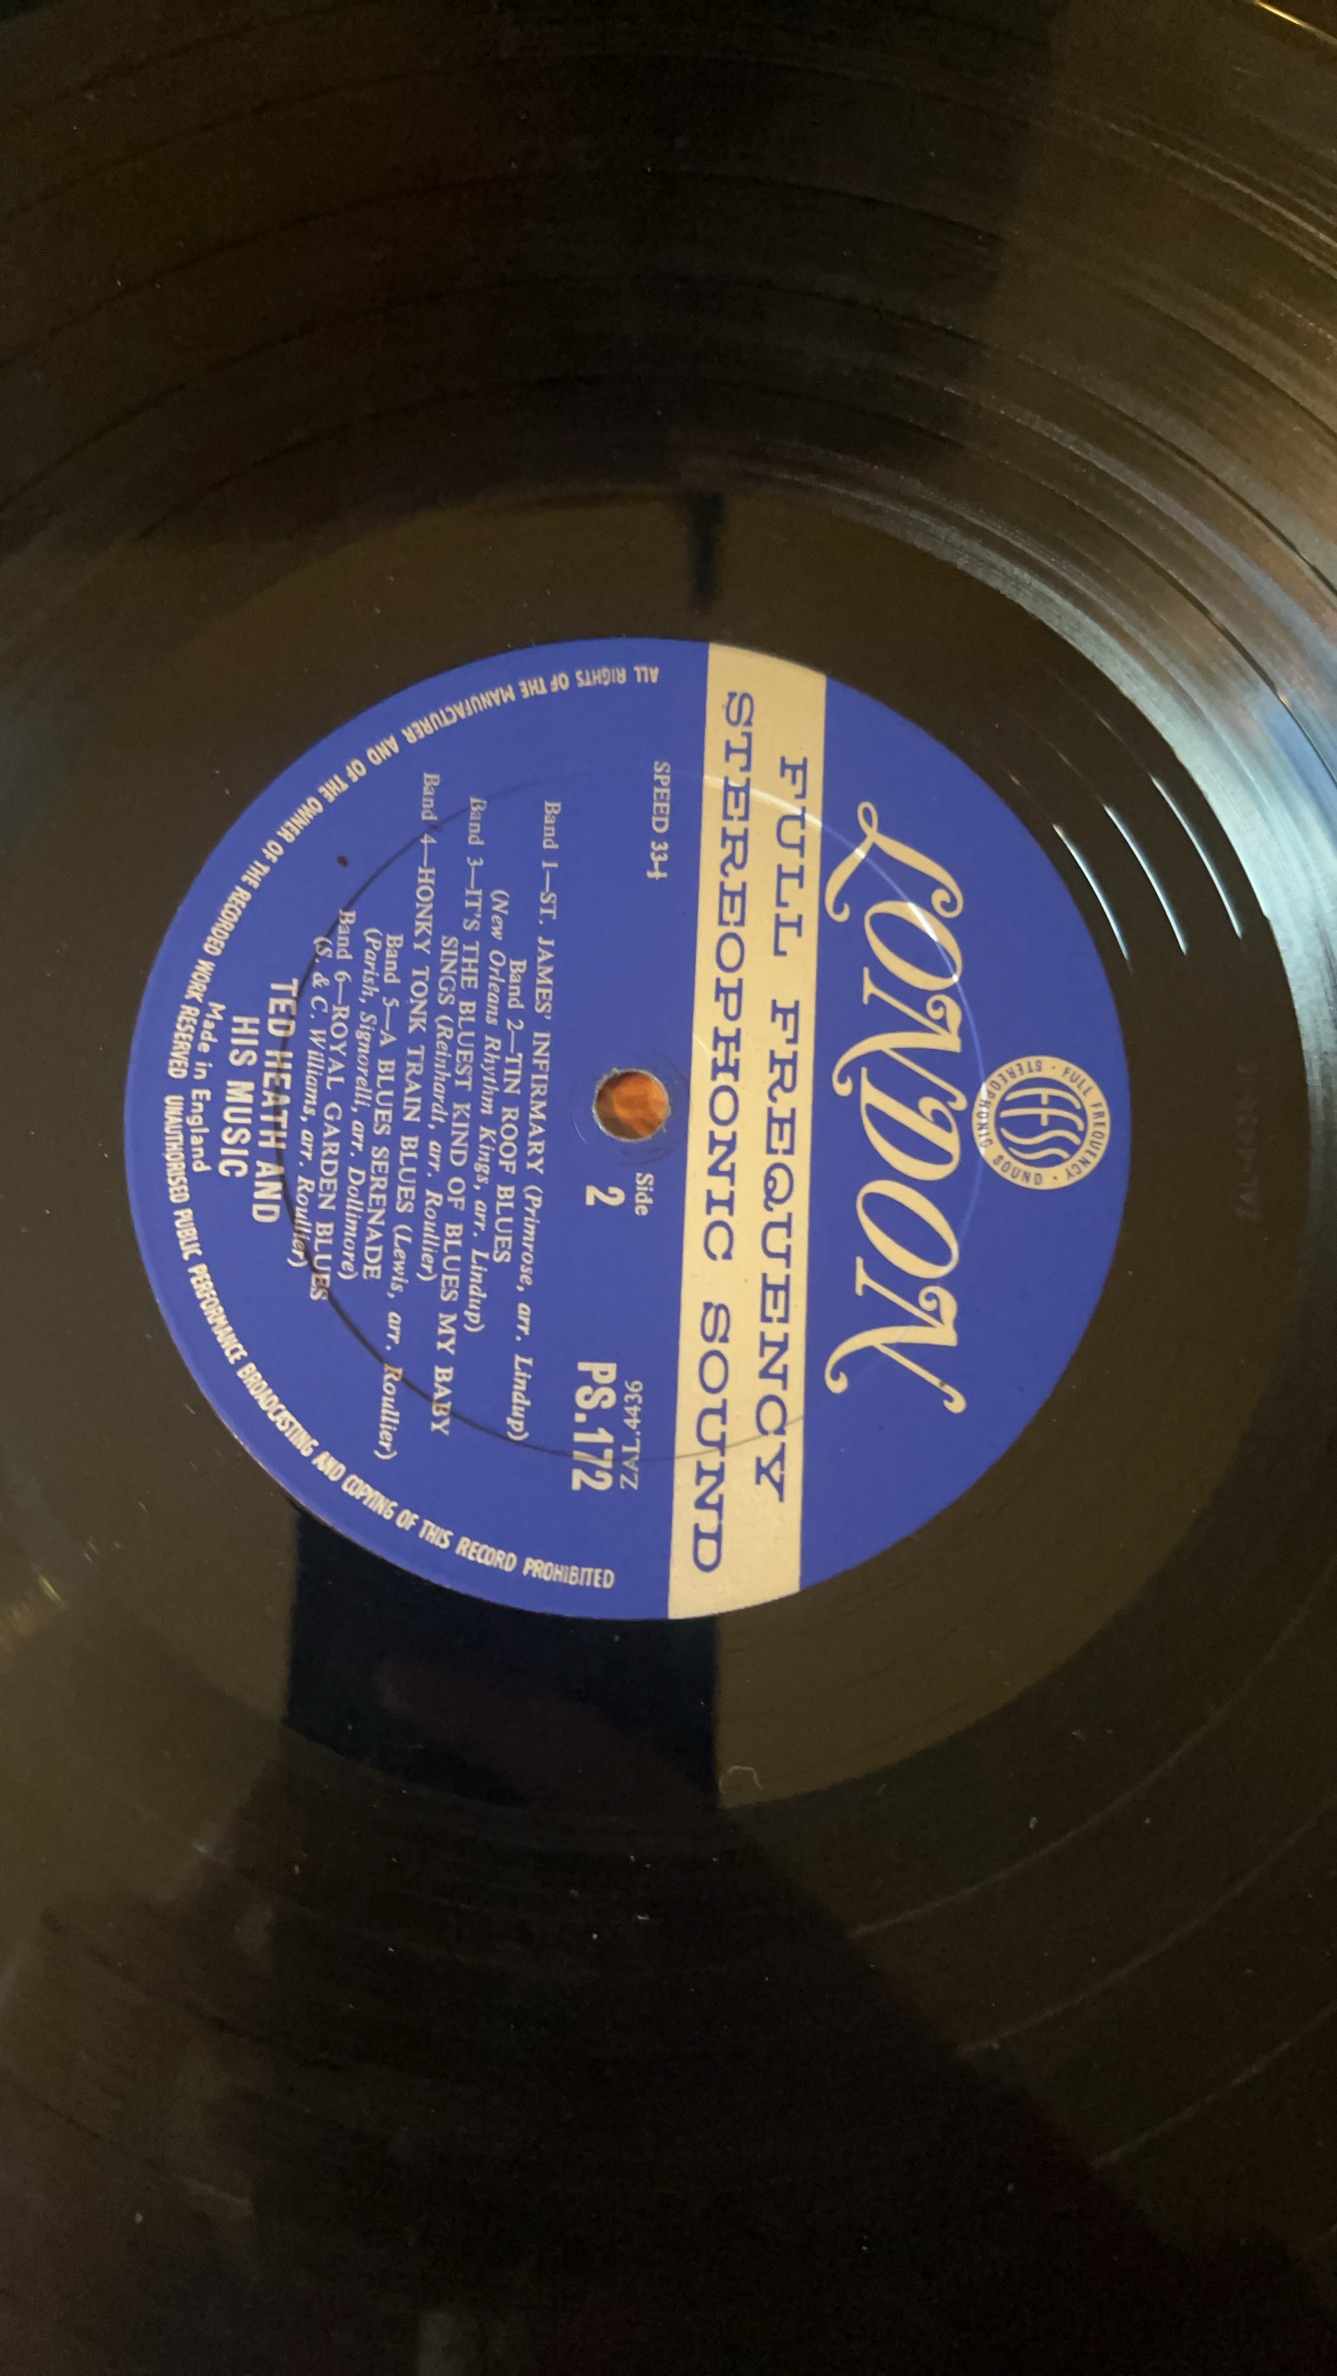 FULL FREQUENCY
STEREOPHONIC SOUND
FFSS
LONDON
FULL FREQUENCY
STEREOPHONIC SOUND
SPEED 33⅓
Side
2
ZAL.4436
PS.172
Band 1—ST. JAMES' INFIRMARY (Primrose, arr. Lindup)
Band 2—TIN ROOF BLUES
(New Orleans Rhythm Kings, arr. Lindup)
Band 3—IT'S THE BLUEST KIND OF BLUES MY BABY
SINGS (Reinhardt, arr. Roullier)
Band 4—HONKY TONK TRAIN BLUES (Lewis, arr. Roullier)
Band 5—A BLUES SERENADE
(Parish, Signorelli, arr. Dollimore)
Band 6—ROYAL GARDEN BLUES
(S. & C. Williams, arr. Roullier)
TED HEATH AND
HIS MUSIC
Made in England
ALL RIGHTS OF THE MANUFACTURER AND OF THE OWNER OF THE RECORDED WORK RESERVED UNAUTHORISED PUBLIC PERFORMANCE BROADCASTING AND COPYING OF THIS RECORD PROHIBITED